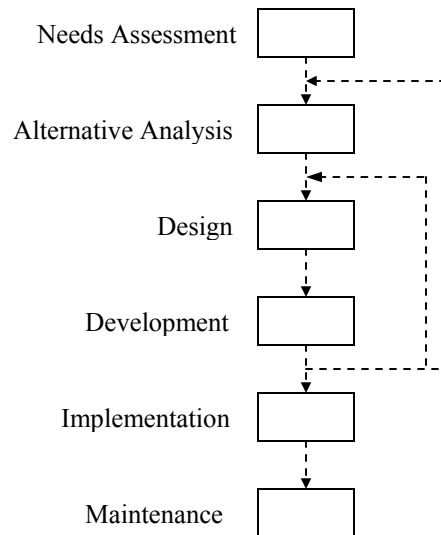 Needs Assessment
Alternative Analysis
Design
Development
Implementation
Maintenance